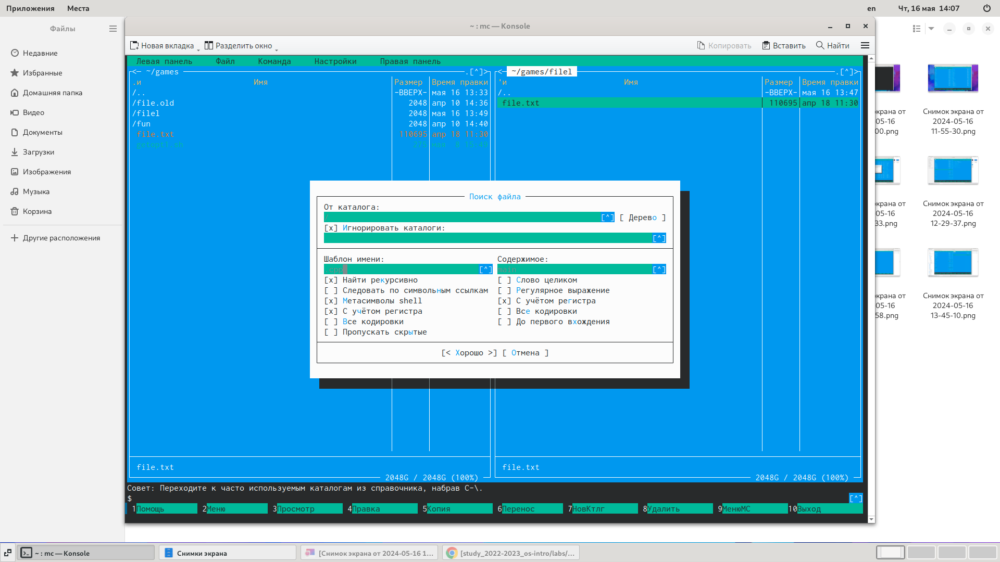 Приложения Места en Чт, 16 мая 14:07
Файлы
Недавние
Избранные
Домашняя папка
Видео
Документы
Загрузки
Изображения
Музыка
Корзина
Другие расположения
~ : mc — Konsole
Новая вкладка Разделить окно Копировать Вставить Найти
Левая панель Файл Команда Настройки Правая панель
<─ ~/games .[^]>
.и Имя Размер Время правки
/.. -ВВЕРХ- мая 16 13:33
/file.old 2048 апр 10 14:36
/file1 2048 мая 16 13:49
/fun 2048 апр 10 14:40
file.txt 110695 апр 18 11:30
getopt1.sh 275 мая 8 15:49
<─ ~/games/file1 .[^]>
'и Имя Размер Время правки
/.. -ВВЕРХ- мая 16 13:47
file.txt 110695 апр 18 11:30
Поиск файла
От каталога:
[^] [ Дерево ]
[x] Игнорировать каталоги:
[^]
Шаблон имени: Содержимое:
[^] main [^]
[x] Найти рекурсивно [ ] Слово целиком
[ ] Следовать по символьным ссылкам [ ] Регулярное выражение
[x] Метасимволы shell [x] С учётом регистра
[x] С учётом регистра [ ] Все кодировки
[ ] Все кодировки [ ] До первого вхождения
[ ] Пропускать скрытые
[< Хорошо >] [ Отмена ]
file.txt file.txt
2048G / 2048G (100%) 2048G / 2048G (100%)
Совет: Переходите к часто используемым каталогам из справочника, набрав C-\.
$ [^]
1Помощь 2Меню 3Просмотр 4Правка 5Копия 6Перенос 7НовКтлг 8Удалить 9МенюMC 10Выход
экрана от
05-16
00.png
Снимок экрана от
2024-05-16
11-55-30.png
экрана от
05-16
33.png
Снимок экрана от
2024-05-16
12-29-37.png
экрана от
05-16
58.png
Снимок экрана от
2024-05-16
13-45-10.png
~ : mc — Konsole
Снимки экрана
[Снимок экрана от 2024-05-16 1...
[study_2022-2023_os-intro/labs/...